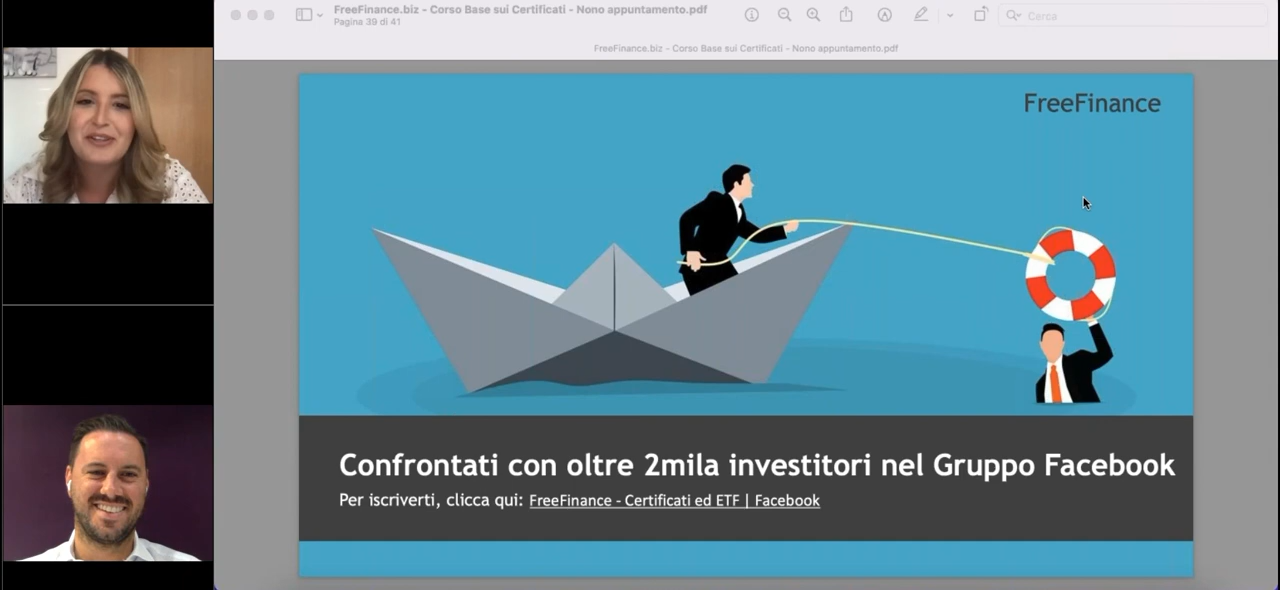 FreeFinance.biz - Corso Base sui Certificati - Nono appuntamento.pdf
Pagina 39 di 41
Cerca
FreeFinance.biz - Corso Base sui Certificati - Nono appuntamento.pdf
FreeFinance
Confrontati con oltre 2mila investitori nel Gruppo Facebook
Per iscriverti, clicca qui: FreeFinance - Certificati ed ETF | Facebook